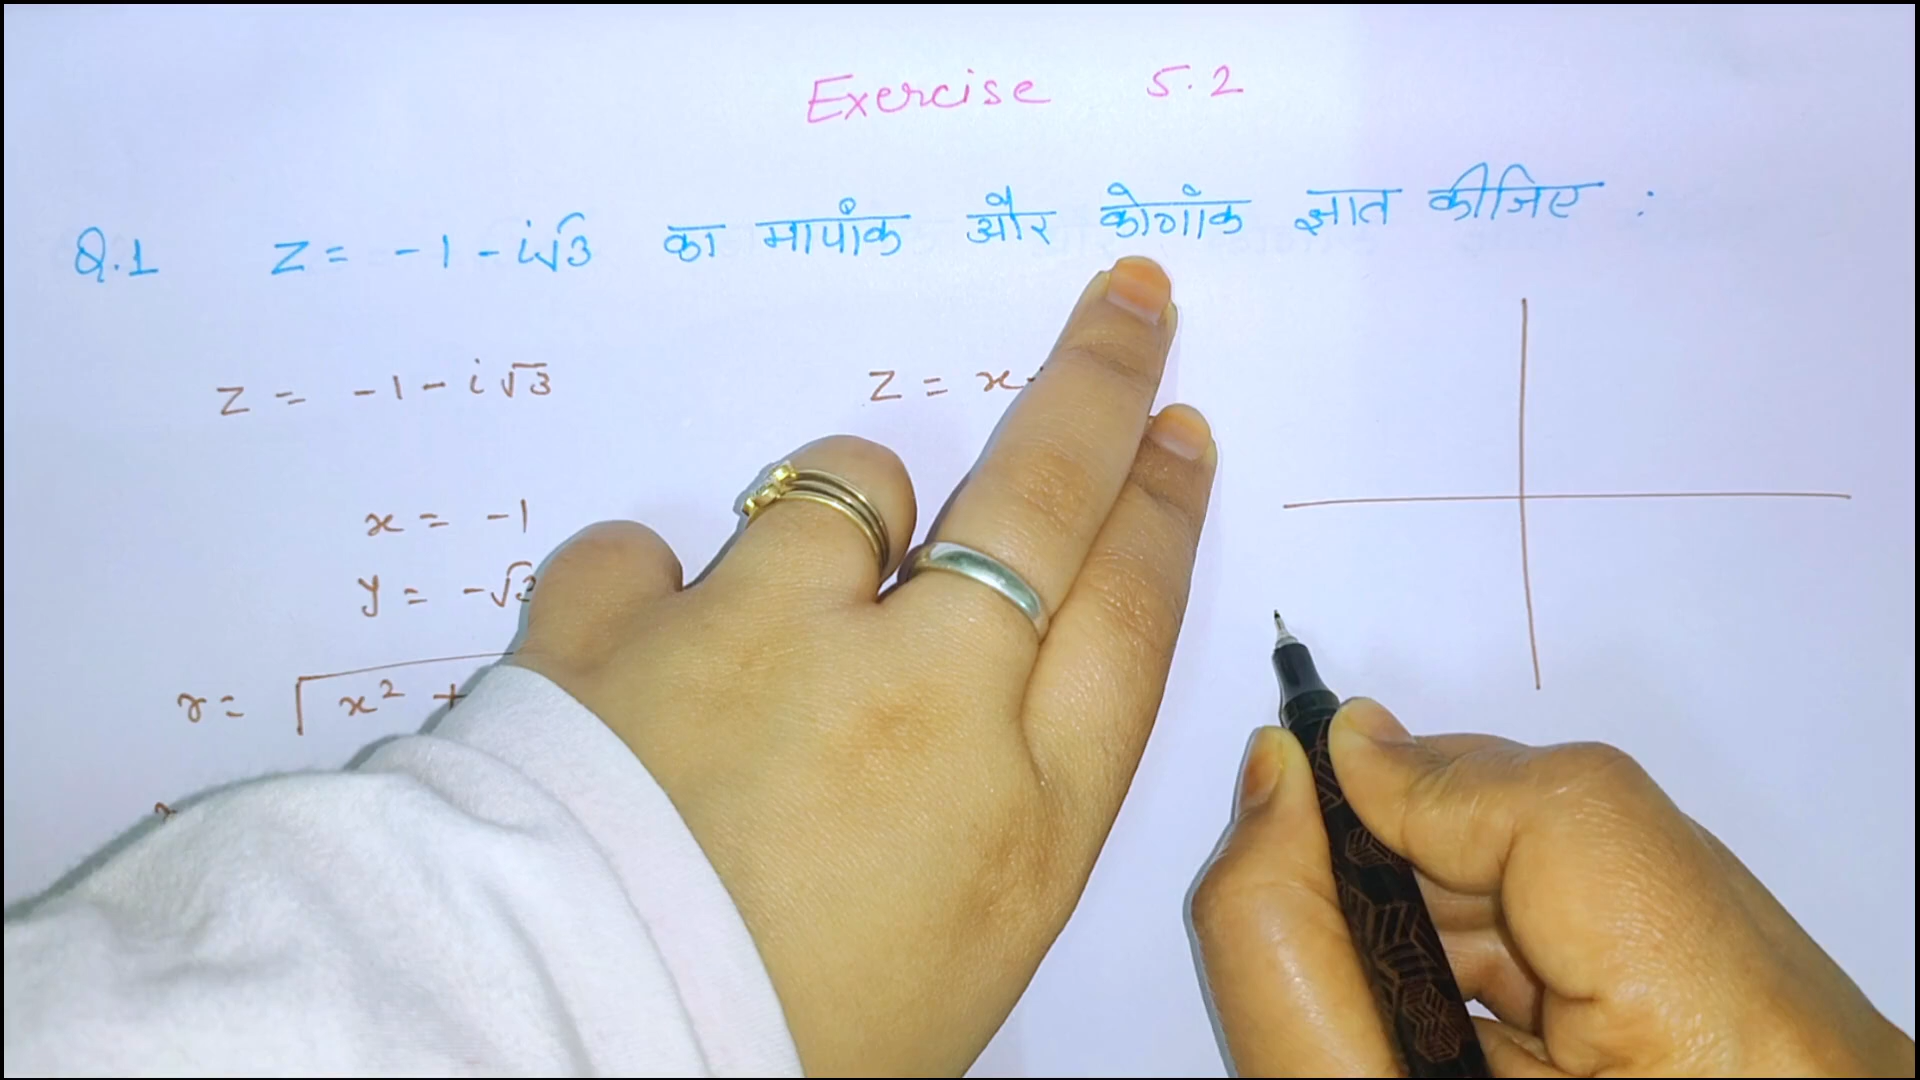 Exercise 5.2
Q.1 Z = -1 - i√3 का मापांक और कोणांक ज्ञात कीजिए :
Z = -1 - i√3
Z = x
x = -1
y = -√3
r = √x² +